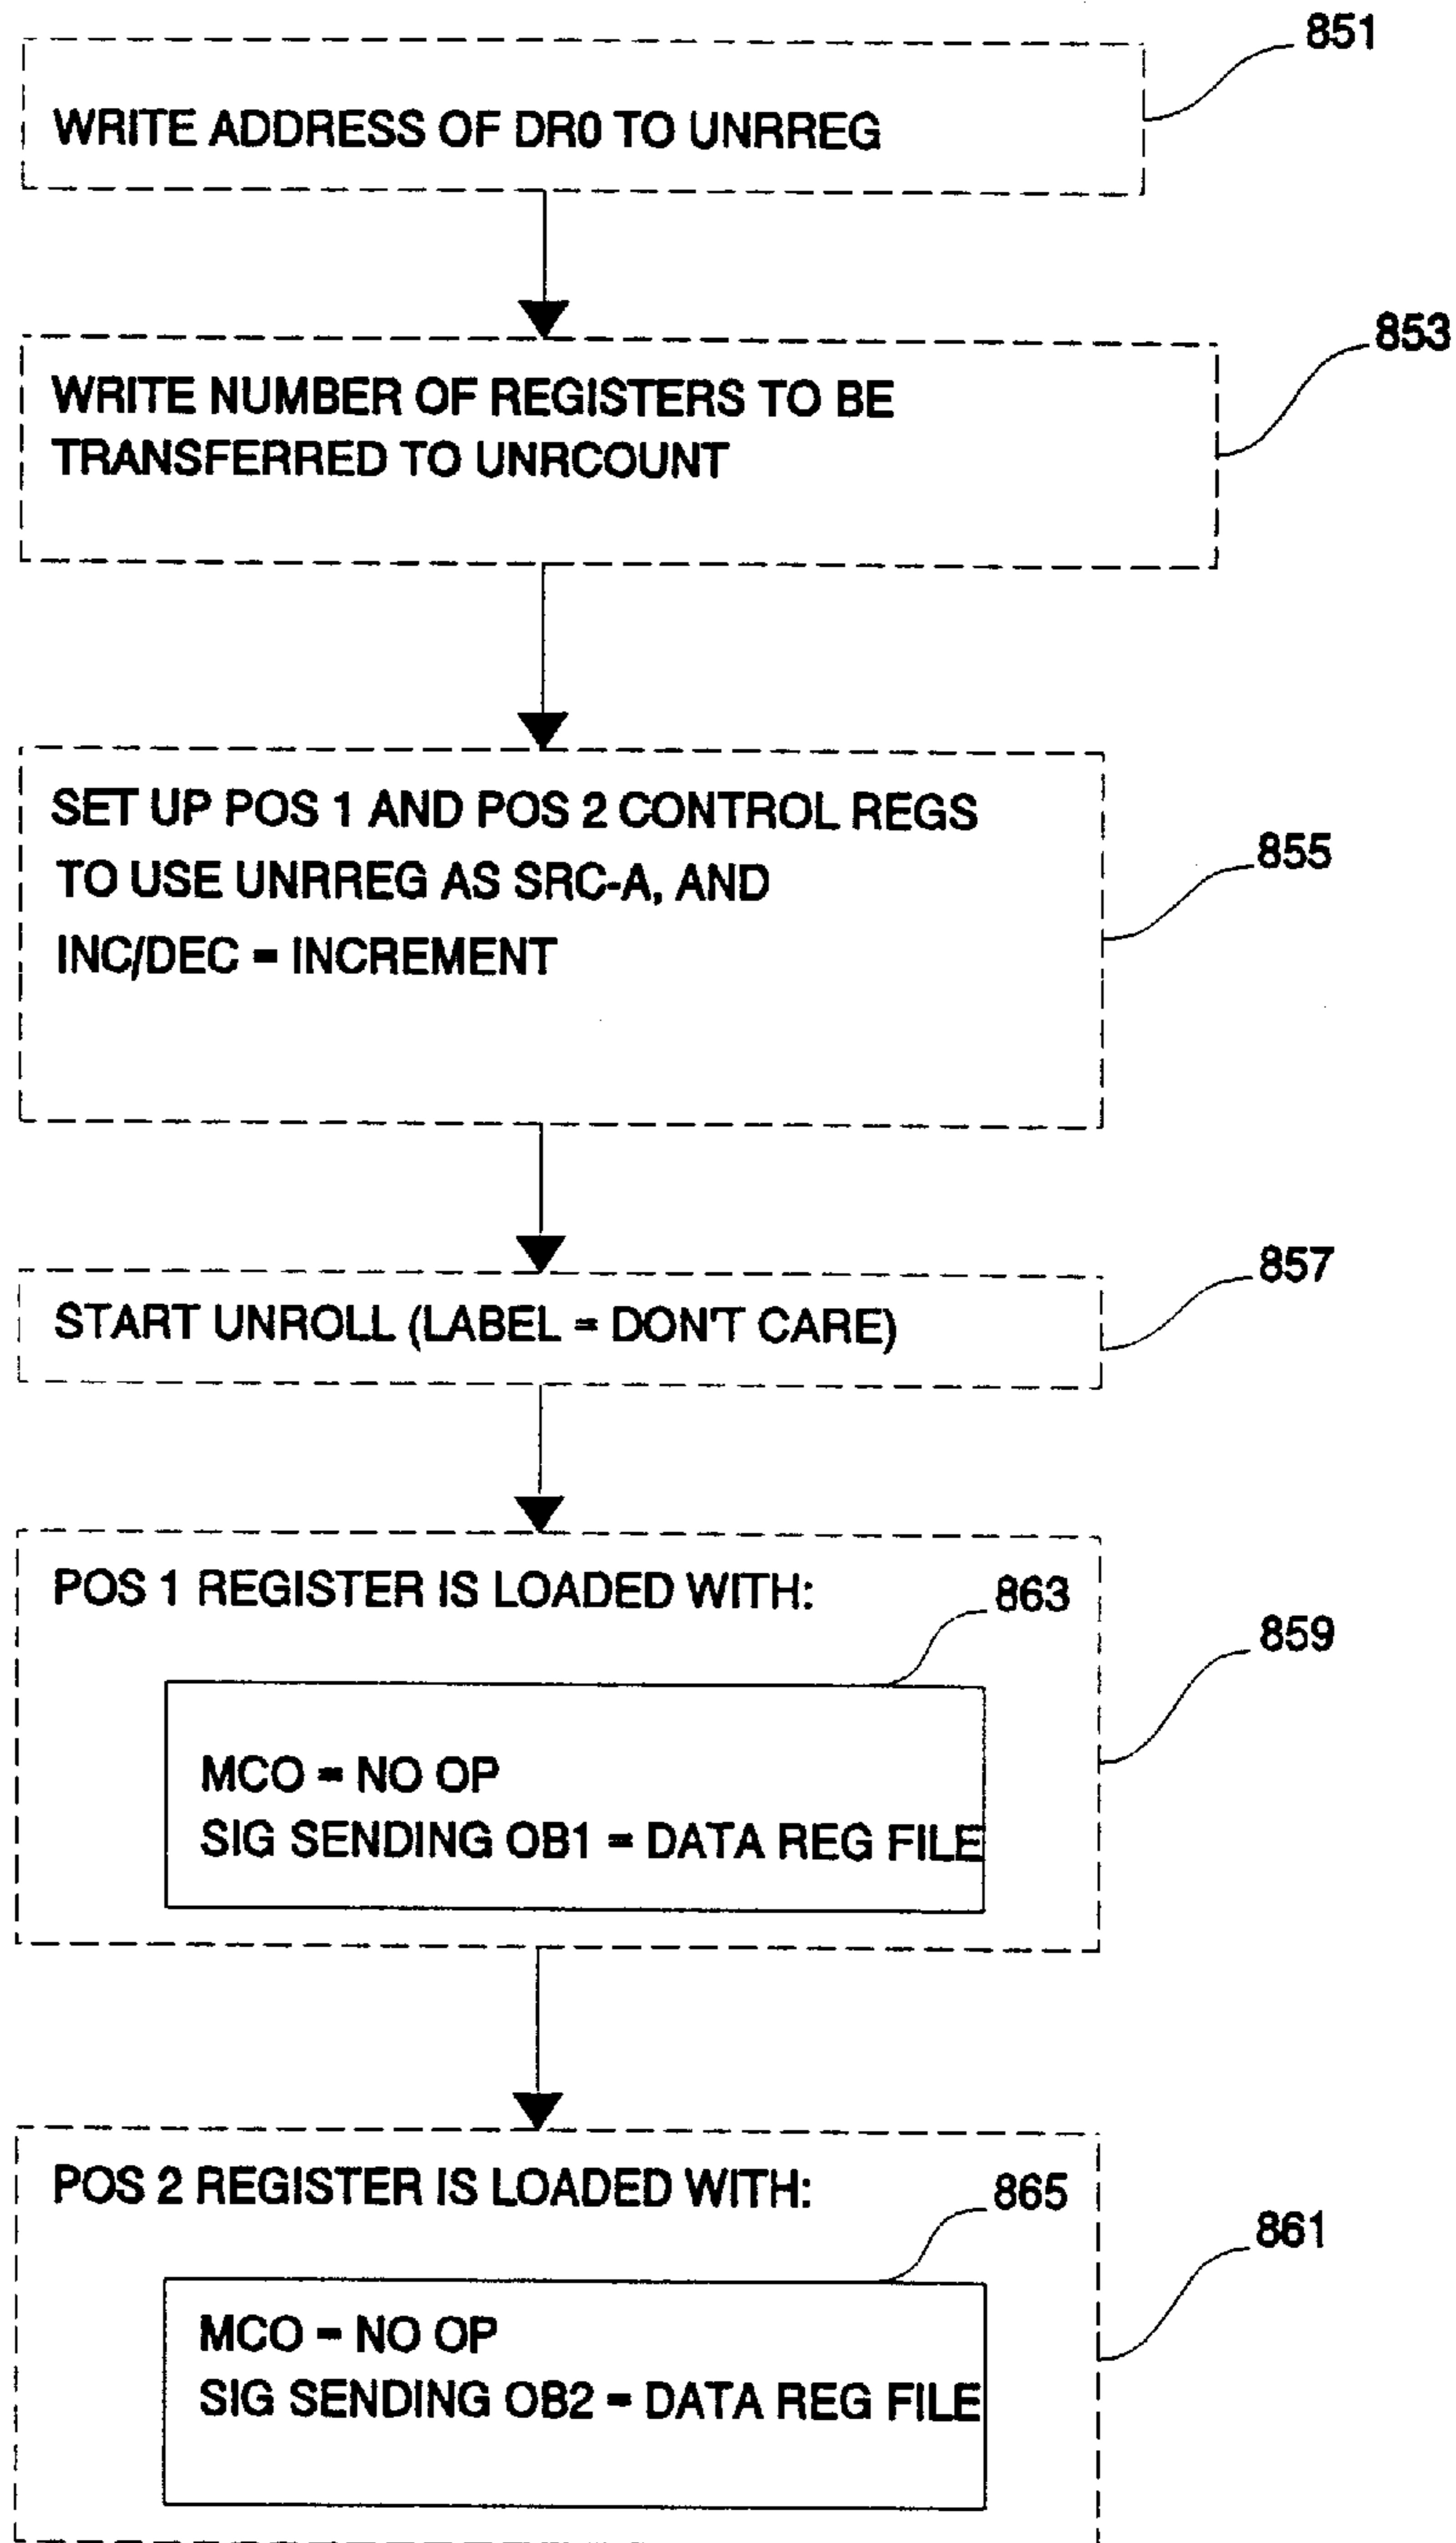 851
WRITE ADDRESS OF DR0 TO UNRREG
853
WRITE NUMBER OF REGISTERS TO BE
TRANSFERRED TO UNRCOUNT
SET UP POS 1 AND POS 2 CONTROL REGS
TO USE UNRREG AS SRC-A, AND
INC/DEC = INCREMENT
855
857
START UNROLL (LABEL = DON'T CARE)
POS 1 REGISTER IS LOADED WITH:
863
859
MCO = NO OP
SIG SENDING OB1 = DATA REG FILE
POS 2 REGISTER IS LOADED WITH:
865
861
MCO = NO OP
SIG SENDING OB2 = DATA REG FILE